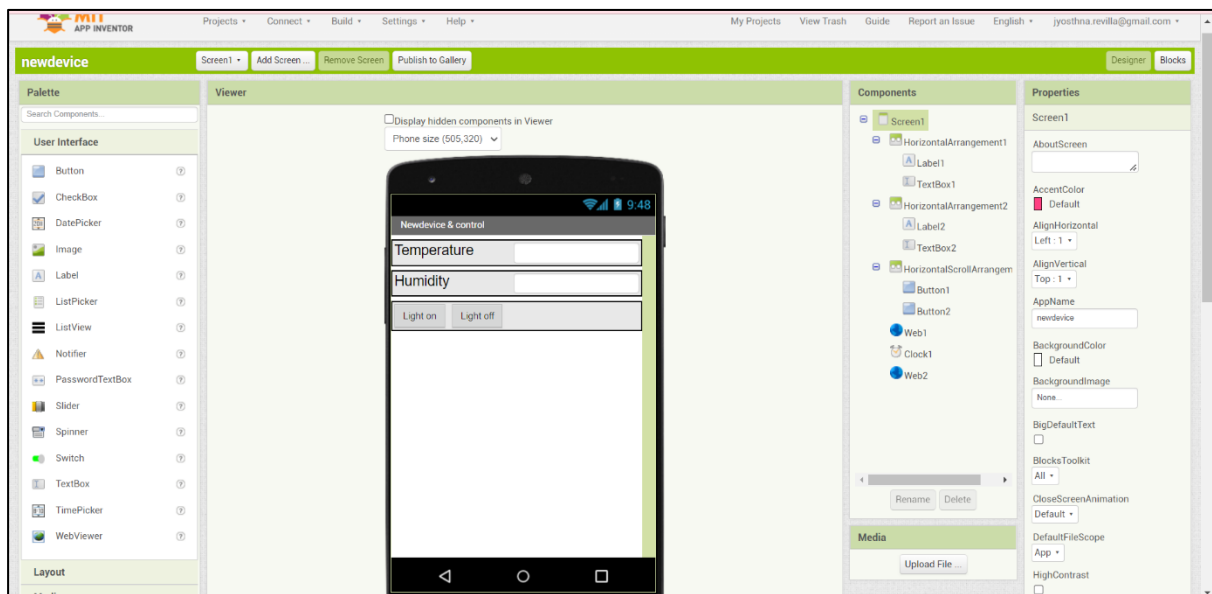 MIT
APP INVENTOR
Projects Connect Build Settings Help My Projects View Trash Guide Report an Issue English jyosthna.revilla@gmail.com
newdevice Screen1 Add Screen ... Remove Screen Publish to Gallery Designer Blocks
Palette
Search Components...
User Interface
Button
CheckBox
DatePicker
Image
Label
ListPicker
ListView
Notifier
PasswordTextBox
Slider
Spinner
Switch
TextBox
TimePicker
WebViewer
Layout
Viewer
Display hidden components in Viewer
Phone size (505,320)
9:48
Newdevice & control
Temperature
Humidity
Light on Light off
Components
Screen1
HorizontalArrangement1
Label1
TextBox1
HorizontalArrangement2
Label2
TextBox2
HorizontalScrollArrangem
Button1
Button2
Web1
Clock1
Web2
Rename Delete
Media
Upload File ...
Properties
Screen1
AboutScreen
AccentColor
Default
AlignHorizontal
Left : 1
AlignVertical
Top : 1
AppName
newdevice
BackgroundColor
Default
BackgroundImage
None...
BigDefaultText
BlocksToolkit
All
CloseScreenAnimation
Default
DefaultFileScope
App
HighContrast